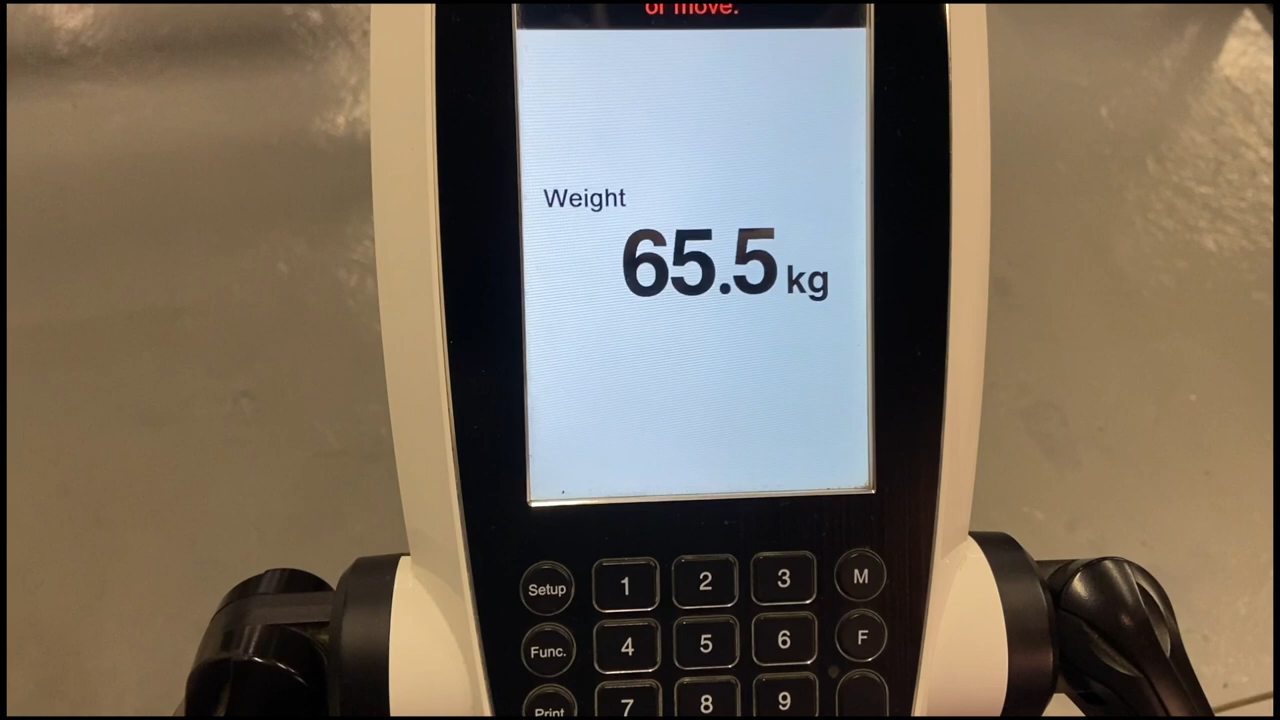 or move.
Weight
65.5 kg
Setup 1 2 3 M
Func. 4 5 6 F
Print 7 8 9